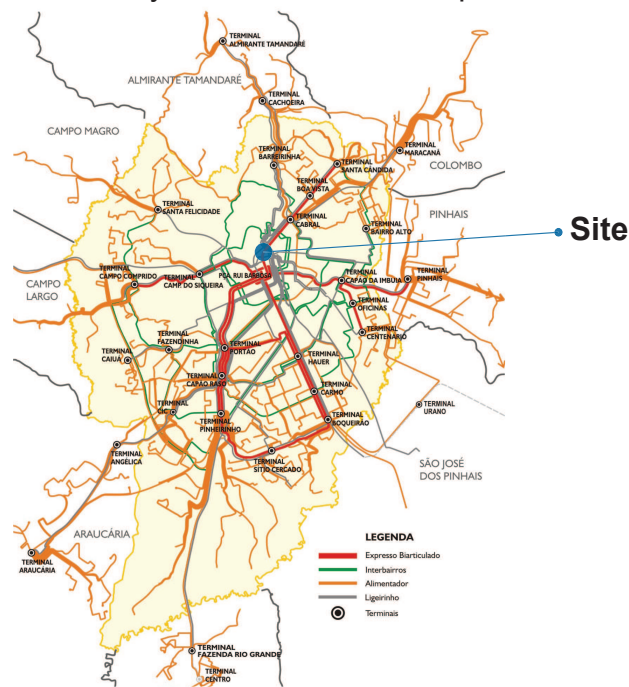 TERMINAL
ALMIRANTE TAMANDARÉ
ALMIRANTE TAMANDARÉ
TERMINAL
CACHOEIRA
CAMPO MAGRO
TERMINAL
MARACANÃ
TERMINAL
BARREIRINHA
TERMINAL
SANTA CÂNDIDA
COLOMBO
TERMINAL
BOA VISTA
TERMINAL
SANTA FELICIDADE
TERMINAL
CABRAL
PINHAIS
TERMINAL
BAIRRO ALTO
Site
TERMINAL
CAMPO COMPRIDO
TERMINAL
CAMP. DO SIQUEIRA
PÇA. RUI BARBOSA
TERMINAL
CAPÃO DA IMBUIA
TERMINAL
PINHAIS
CAMPO
LARGO
TERMINAL
OFICINAS
TERMINAL
CENTENÁRIO
TERMINAL
FAZENDINHA
TERMINAL
PORTÃO
TERMINAL
CAIUÁ
TERMINAL
HAUER
TERMINAL
CAPÃO RASO
TERMINAL
CARMO
TERMINAL
CIC
TERMINAL
URANO
TERMINAL
PINHEIRINHO
TERMINAL
BOQUEIRÃO
TERMINAL
ANGÉLICA
TERMINAL
SITIO CERCADO
SÃO JOSÉ
DOS PINHAIS
ARAUCÁRIA
TERMINAL
ARAUCÁRIA
LEGENDA
Expresso Biarticulado
Interbairros
Alimentador
Ligeirinho
Terminais
TERMINAL
FAZENDA RIO GRANDE
TERMINAL
CENTRO